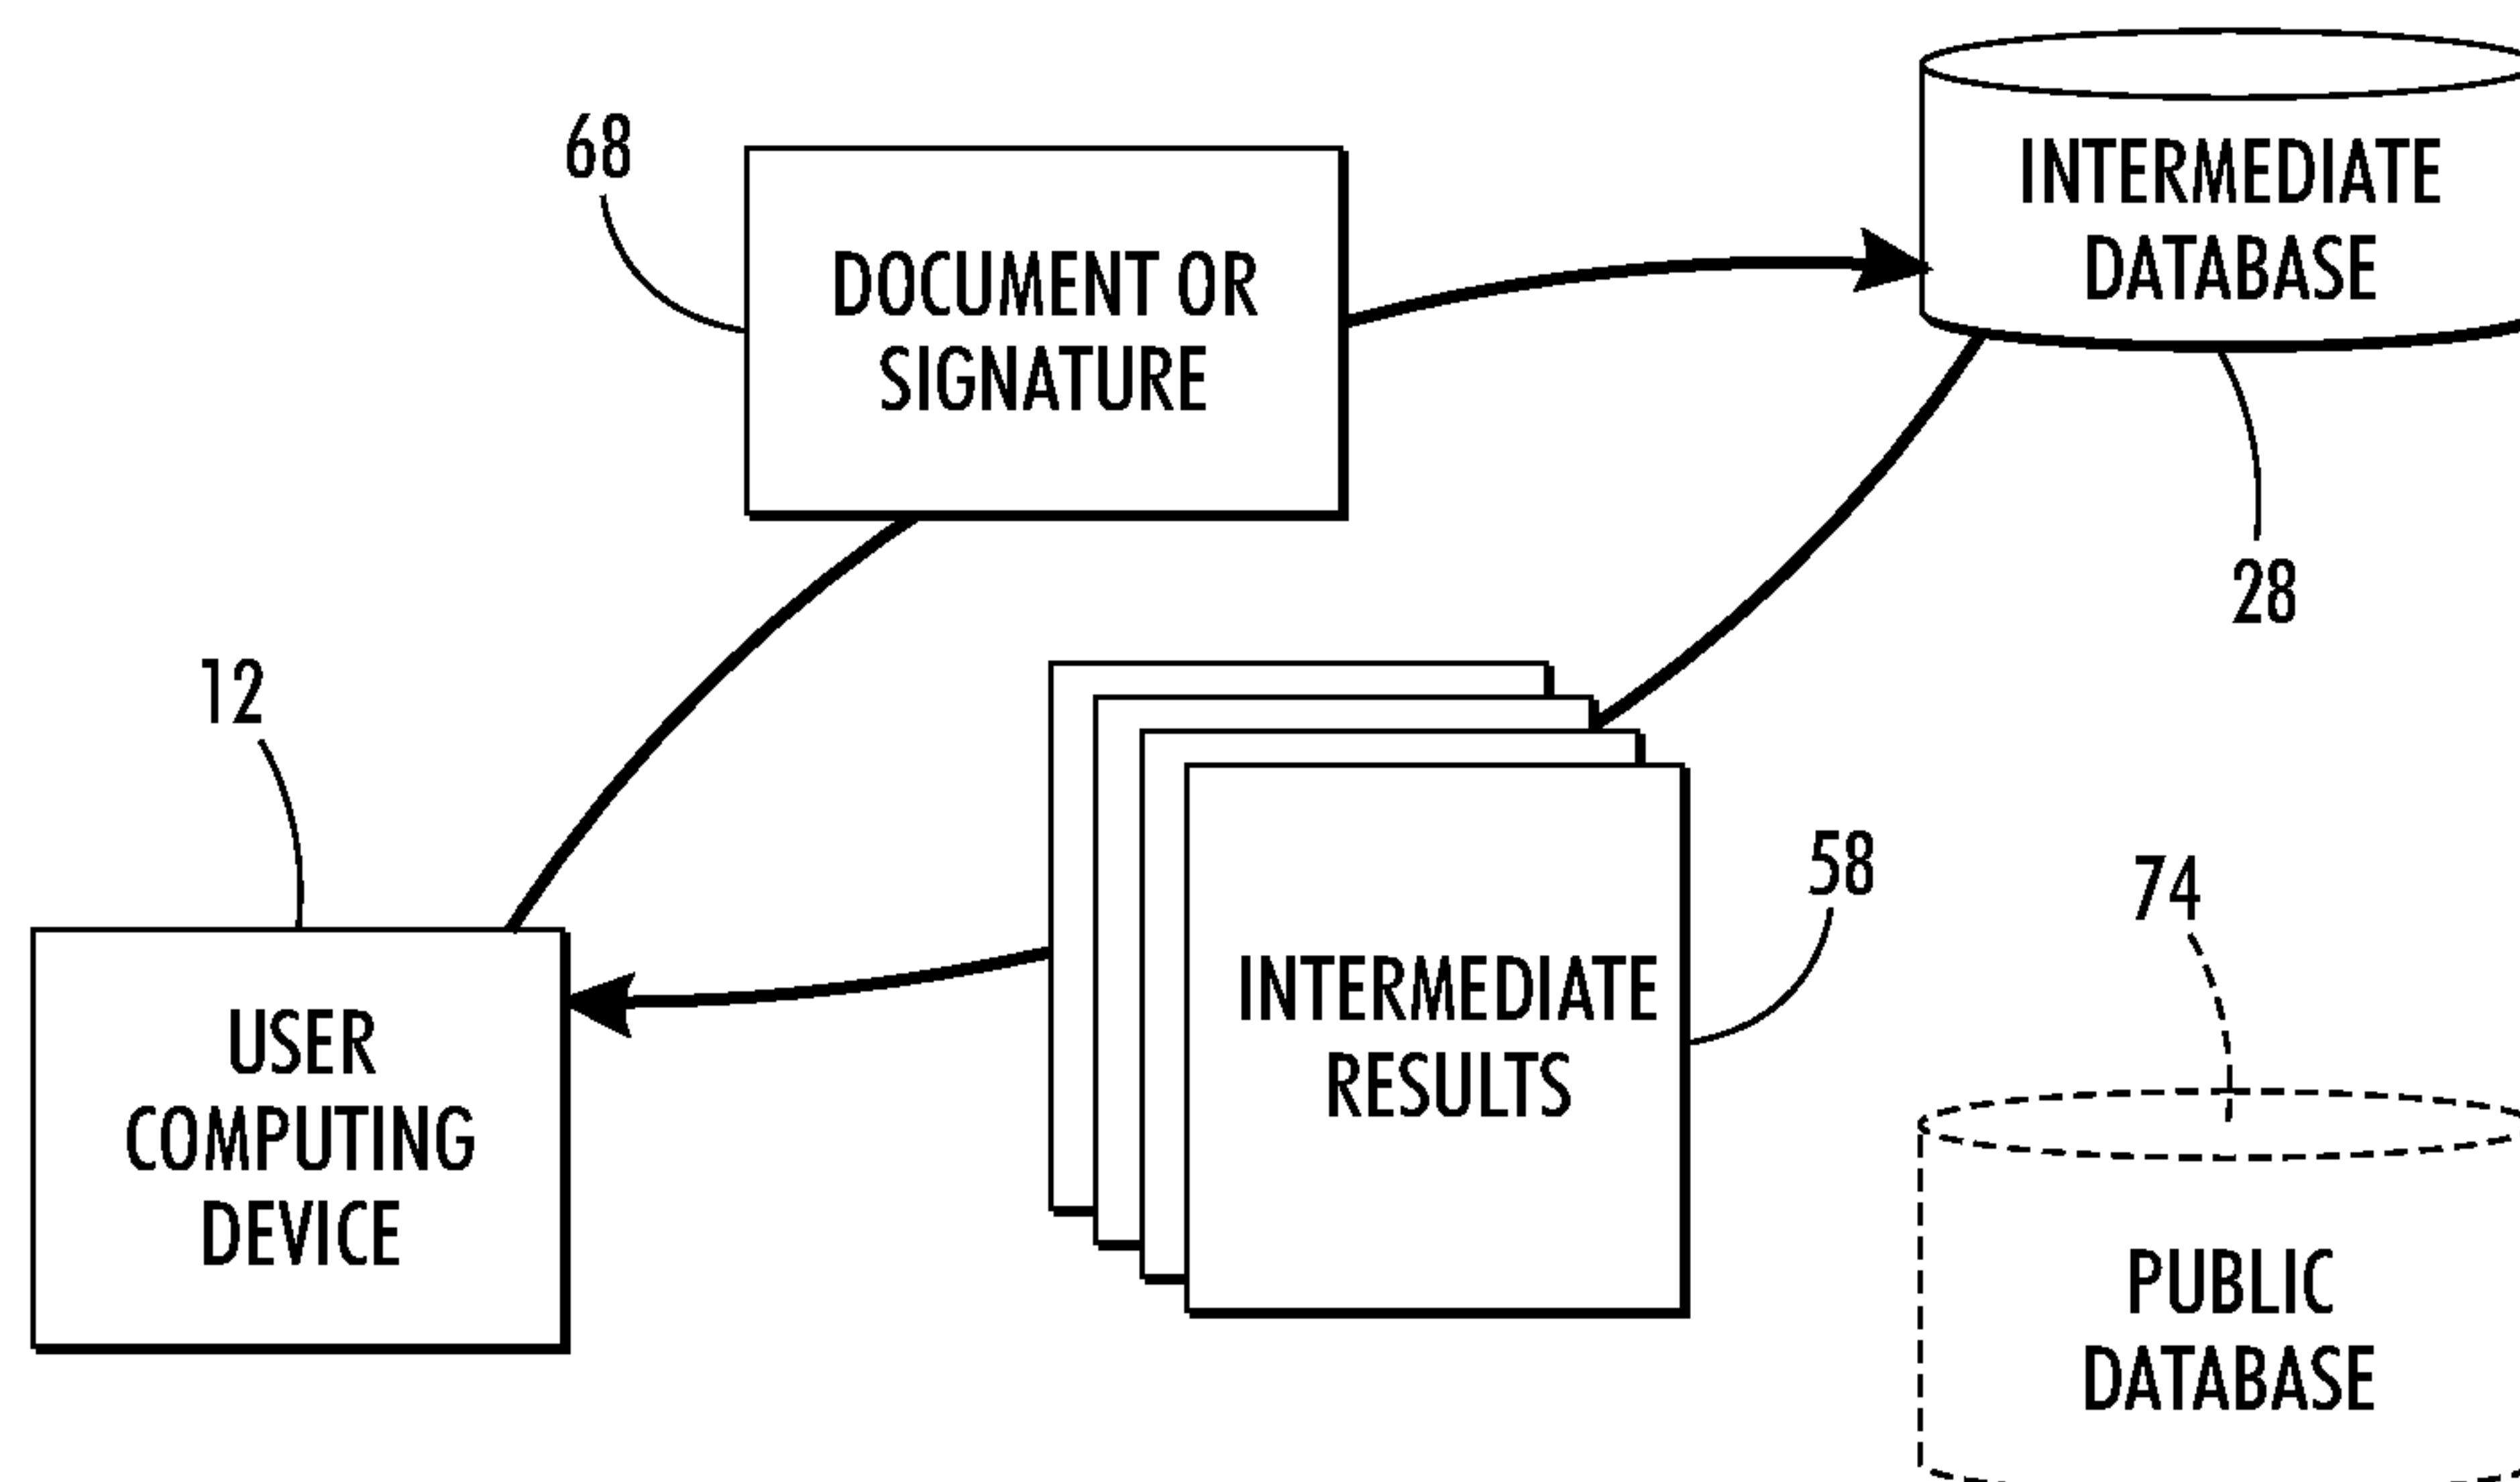 68
DOCUMENT OR
SIGNATURE
INTERMEDIATE
DATABASE
28
12
USER
COMPUTING
DEVICE
INTERMEDIATE
RESULTS
58
74
PUBLIC
DATABASE